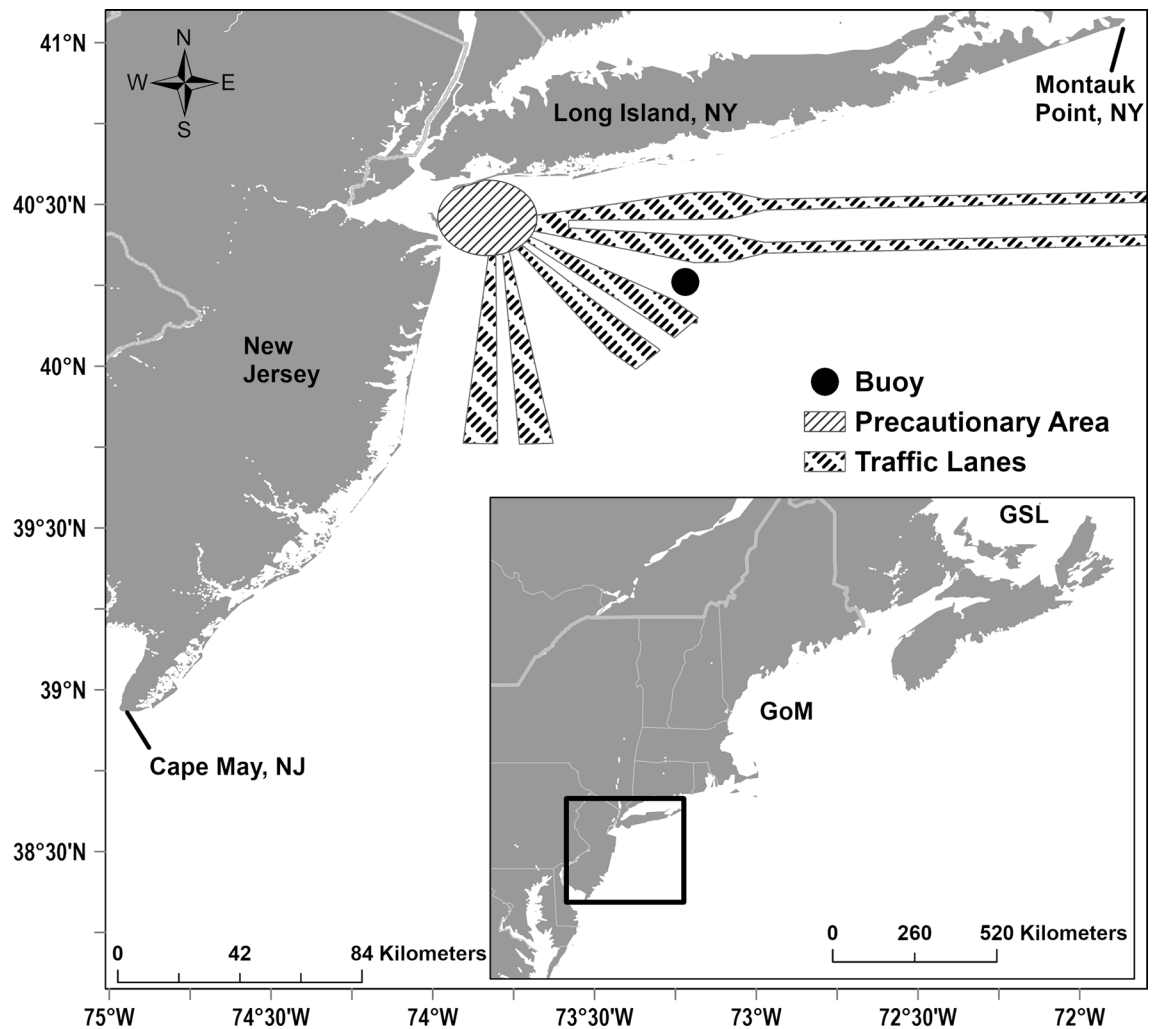 41°N
N
W
E
S
Montauk
Point, NY
Long Island, NY
40°30'N
New
Jersey
40°N
Buoy
Precautionary Area
Traffic Lanes
39°30'N
GSL
39°N
GoM
Cape May, NJ
38°30'N
0
42
84 Kilometers
0
260
520 Kilometers
75°W
74°30'W
74°W
73°30'W
73°W
72°30'W
72°W